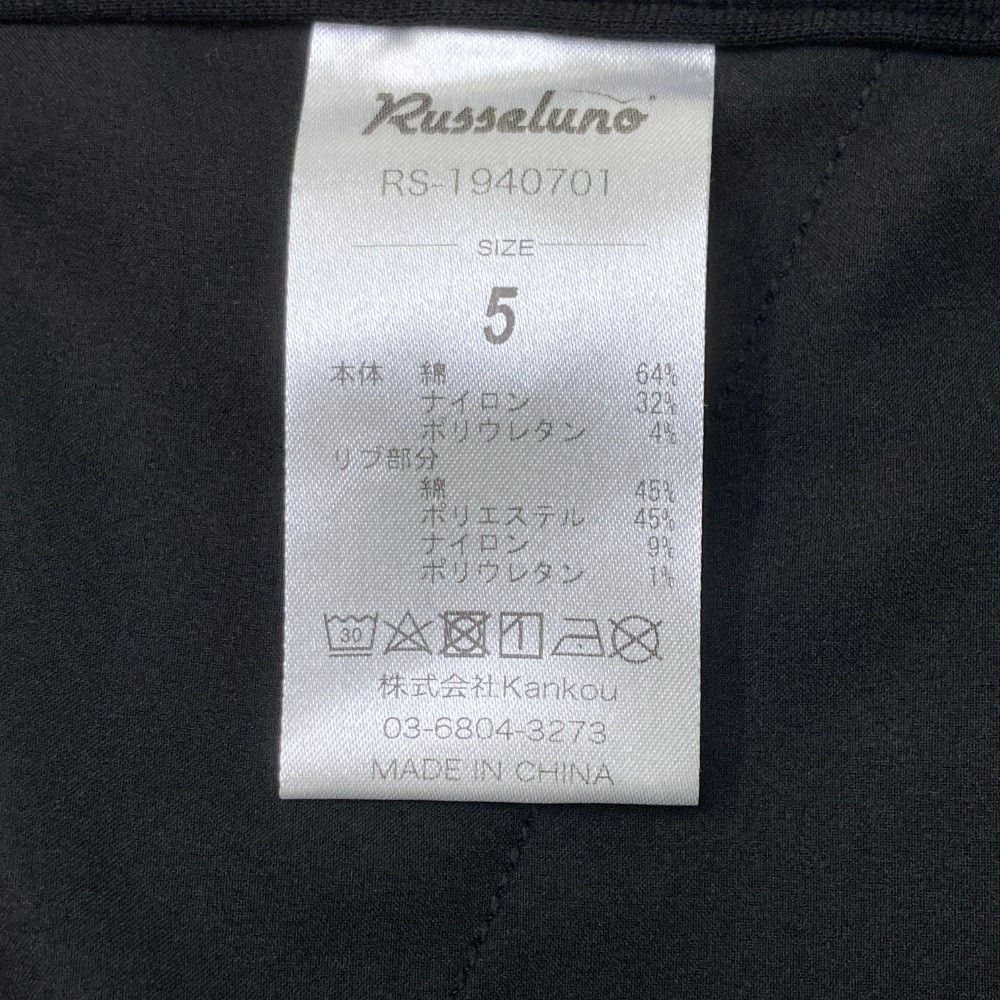 Russeluno
RS-1940701
SIZE
5
本体 綿 64%
ナイロン 32%
ポリウレタン 4%
リブ部分
綿 45%
ポリエステル 45%
ナイロン 9%
ポリウレタン 1%
30
株式会社Kankou
03-6804-3273
MADE IN CHINA